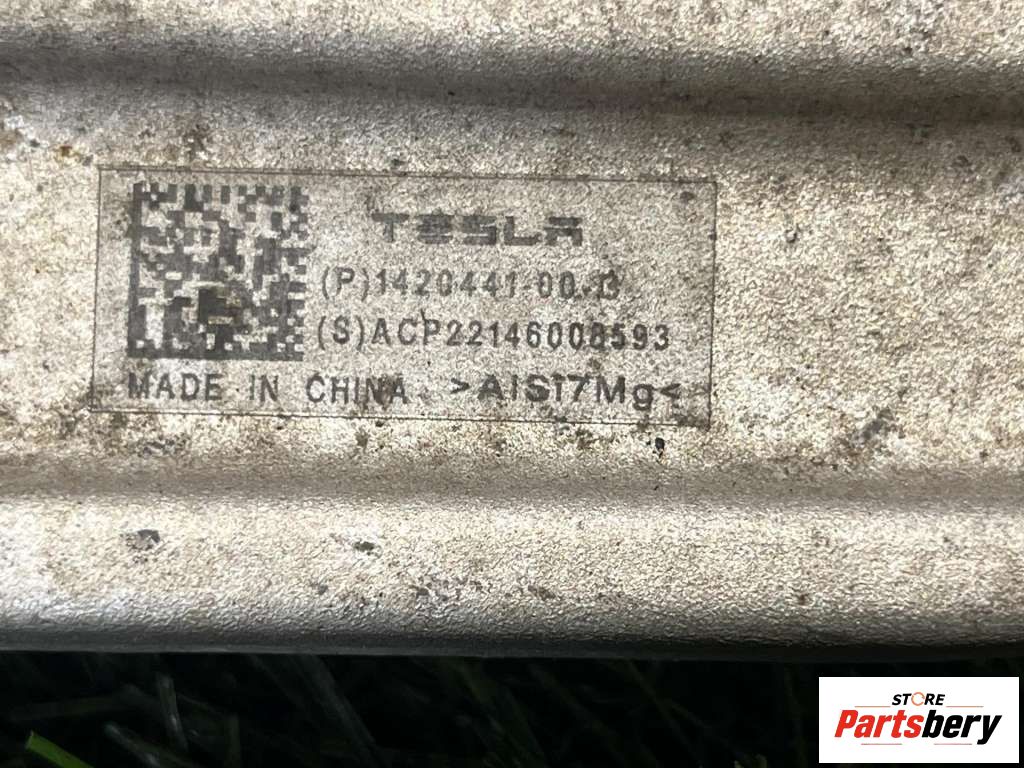 TESLA
(P)1420441-00-
(S)ACP22146008593
MADE IN CHINA >AlSi7Mg<
STORE
Partsbery